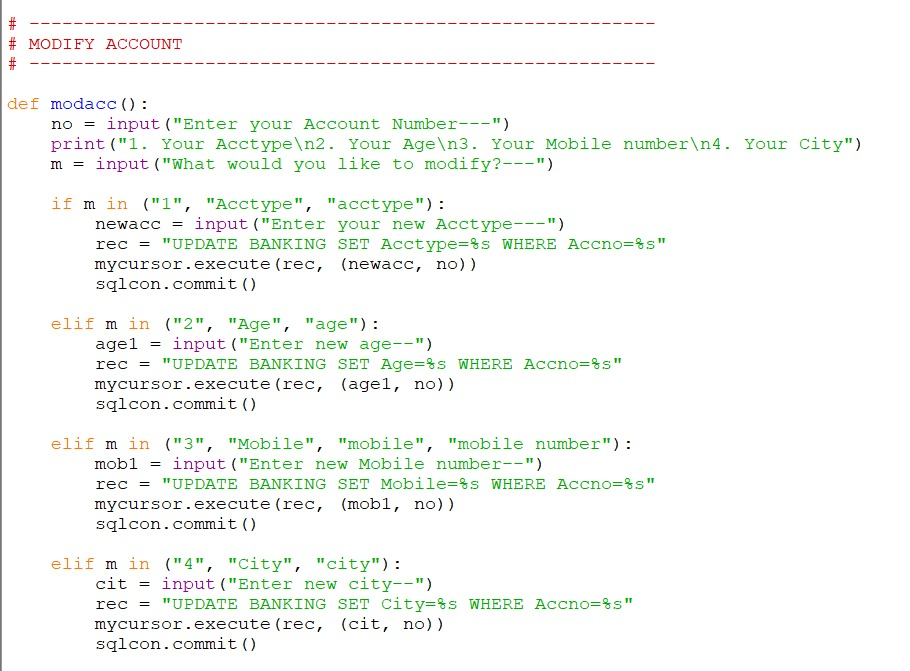 # ---------------------------------------------------------
# MODIFY ACCOUNT
# ---------------------------------------------------------
def modacc():
    no = input("Enter your Account Number---")
    print("1. Your Acctype\n2. Your Age\n3. Your Mobile number\n4. Your City")
    m = input("What would you like to modify?---")
    if m in ("1", "Acctype", "acctype"):
        newacc = input("Enter your new Acctype---")
        rec = "UPDATE BANKING SET Acctype=%s WHERE Accno=%s"
        mycursor.execute(rec, (newacc, no))
        sqlcon.commit()
    elif m in ("2", "Age", "age"):
        age1 = input("Enter new age--")
        rec = "UPDATE BANKING SET Age=%s WHERE Accno=%s"
        mycursor.execute(rec, (age1, no))
        sqlcon.commit()
    elif m in ("3", "Mobile", "mobile", "mobile number"):
        mob1 = input("Enter new Mobile number--")
        rec = "UPDATE BANKING SET Mobile=%s WHERE Accno=%s"
        mycursor.execute(rec, (mob1, no))
        sqlcon.commit()
    elif m in ("4", "City", "city"):
        cit = input("Enter new city--")
        rec = "UPDATE BANKING SET City=%s WHERE Accno=%s"
        mycursor.execute(rec, (cit, no))
        sqlcon.commit()